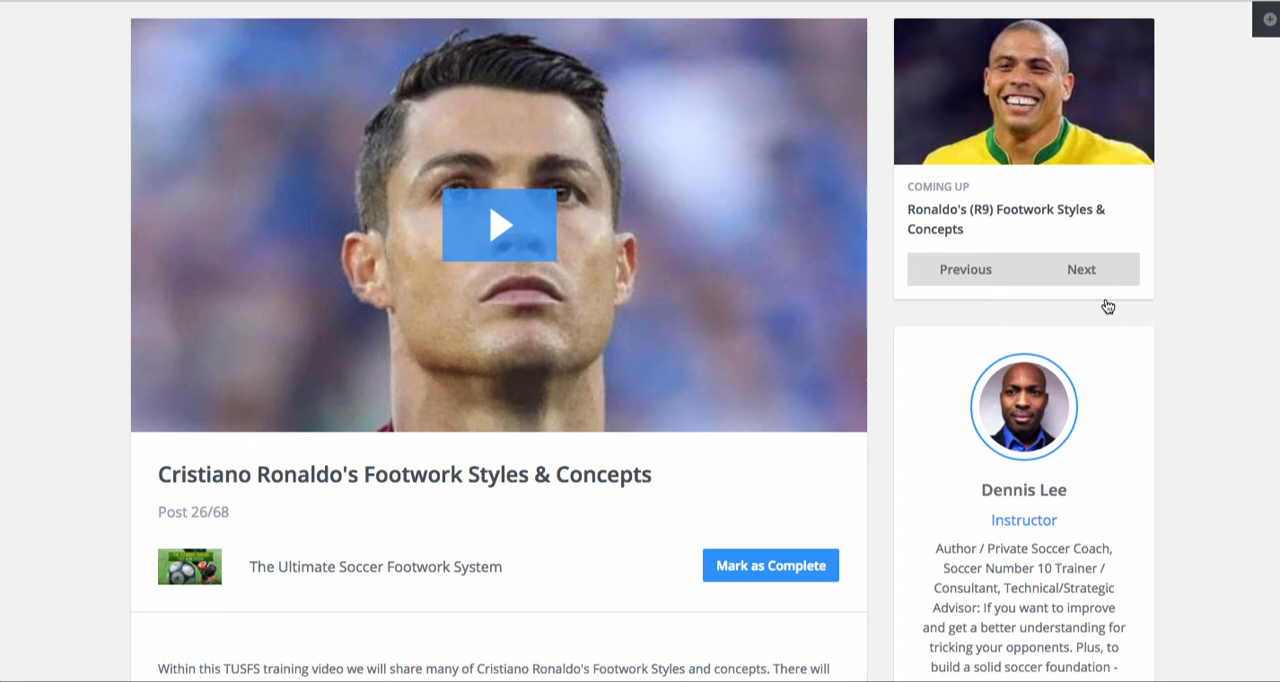 COMING UP
Ronaldo's (R9) Footwork Styles &
Concepts
Previous
Next
Cristiano Ronaldo's Footwork Styles & Concepts
Post 26/68
The Ultimate Soccer Footwork System
Mark as Complete
Within this TUSFS training video we will share many of Cristiano Ronaldo's Footwork Styles and concepts. There will
Dennis Lee
Instructor
Author / Private Soccer Coach,
Soccer Number 10 Trainer /
Consultant, Technical/Strategic
Advisor: If you want to improve
and get a better understanding for
tricking your opponents. Plus, to
build a solid soccer foundation -